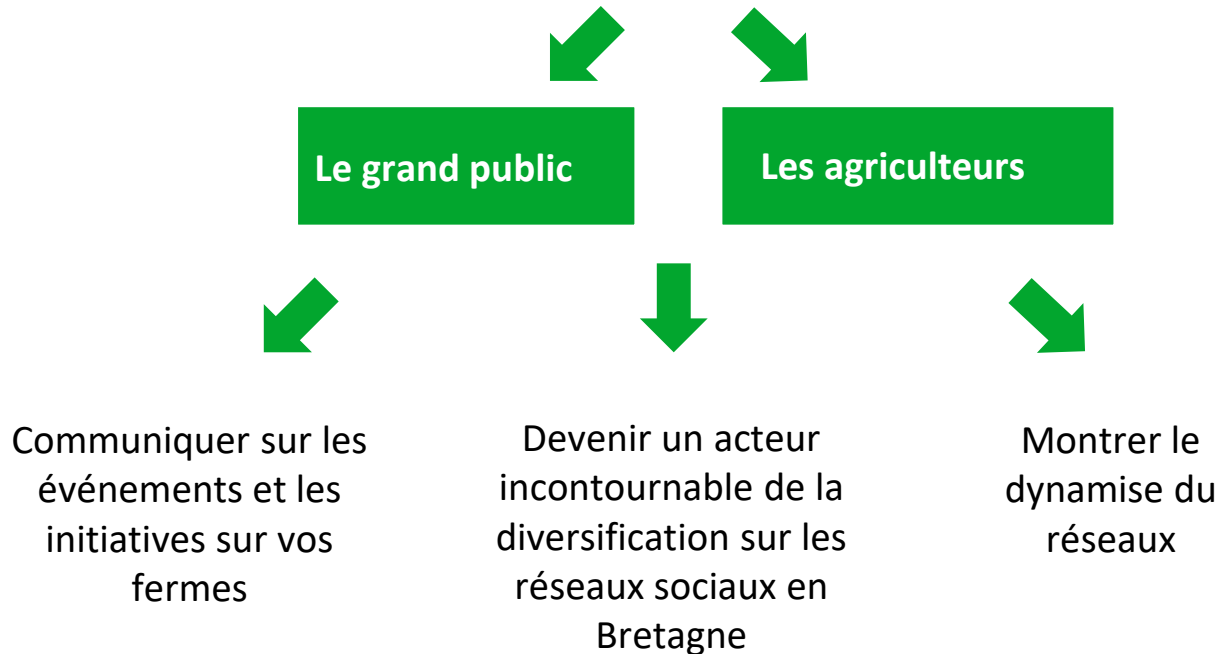 Le grand public
Les agriculteurs
Communiquer sur les
événements et les
initiatives sur vos
fermes
Devenir un acteur
incontournable de la
diversification sur les
réseaux sociaux en
Bretagne
Montrer le
dynamise du
réseaux